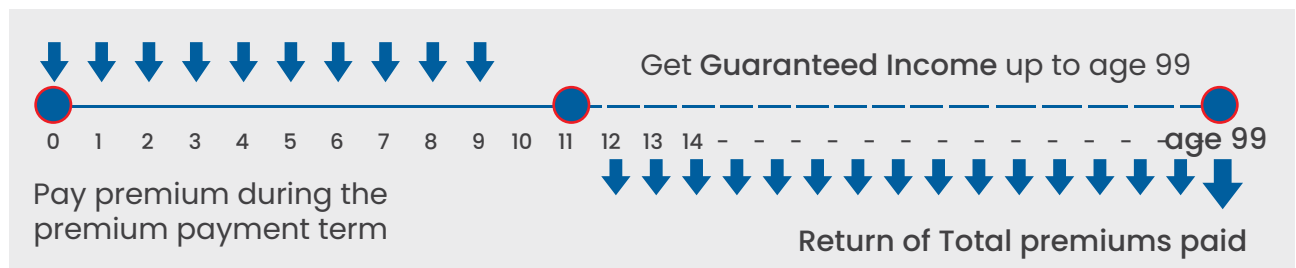 Get Guaranteed Income up to age 99
0 1 2 3 4 5 6 7 8 9 10 11 12 13 14 - - - - - - - - - - - - age 99
Pay premium during the
premium payment term
Return of Total premiums paid